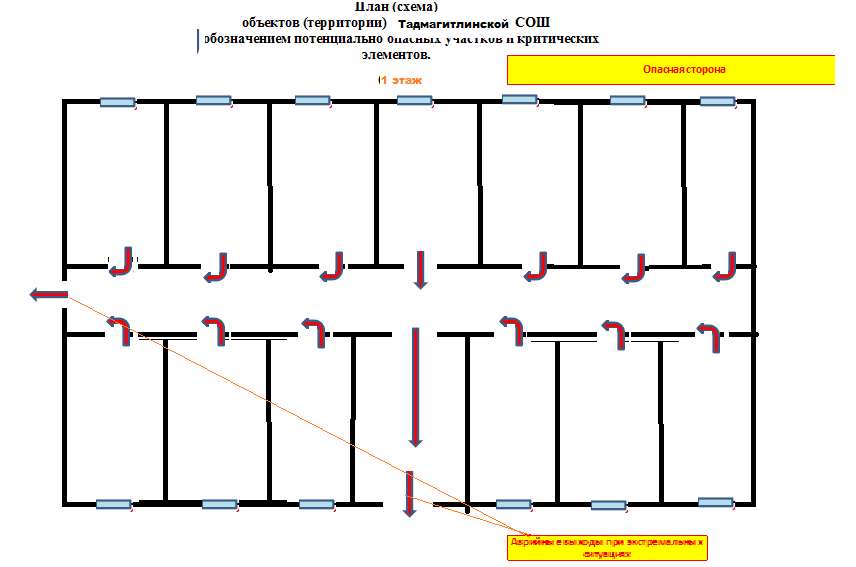 План (схема)
объектов (территории) Тадмагитлинской СОШ
обозначением потенциально опасных участков и критических
элементов.
1 этаж
Опасная сторона
Аврийные выходы при экстремальных
ситуациях